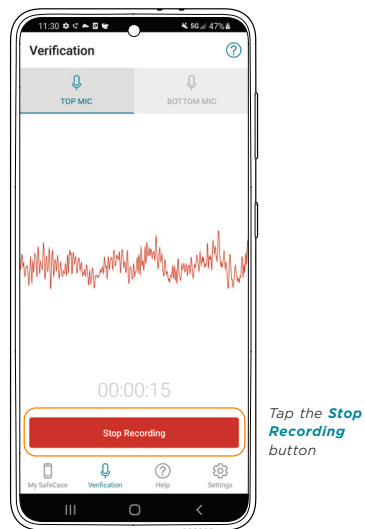 11:30 5G 47%
Verification ?
TOP MIC BOTTOM MIC
00:00:15
Stop Recording
My SafeCase Verification Help Settings
Tap the Stop
Recording
button